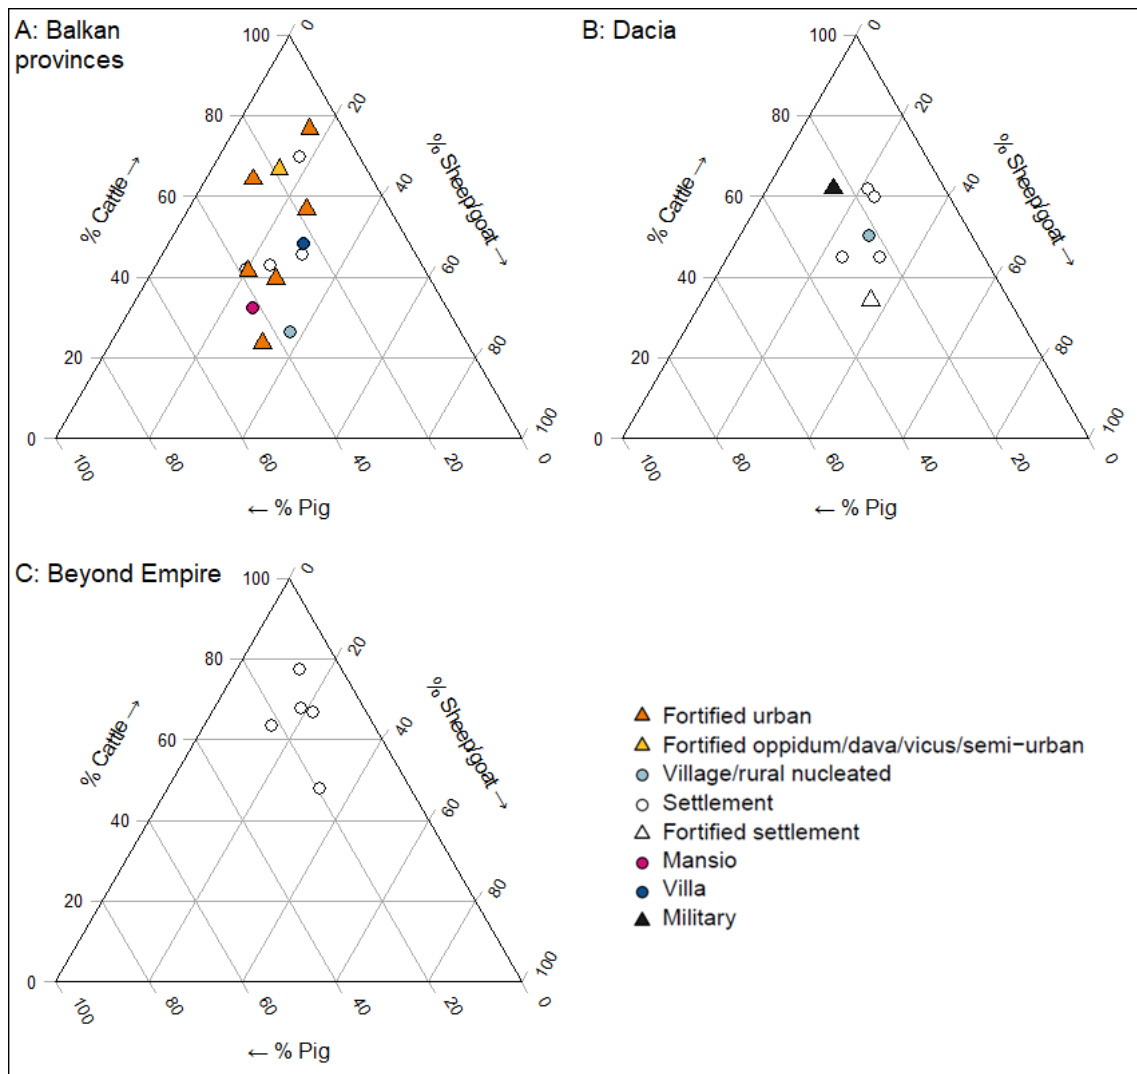 A: Balkan
provinces
100
80
60
40
20
0
0
20
40
60
80
100
100
80
60
40
20
0
% Cattle →
% Sheep/goat →
← % Pig
B: Dacia
100
80
60
40
20
0
0
20
40
60
80
100
100
80
60
40
20
0
% Cattle →
% Sheep/goat →
← % Pig
C: Beyond Empire
100
80
60
40
20
0
0
20
40
60
80
100
100
80
60
40
20
0
% Cattle →
% Sheep/goat →
← % Pig
Fortified urban
Fortified oppidum/dava/vicus/semi−urban
Village/rural nucleated
Settlement
Fortified settlement
Mansio
Villa
Military